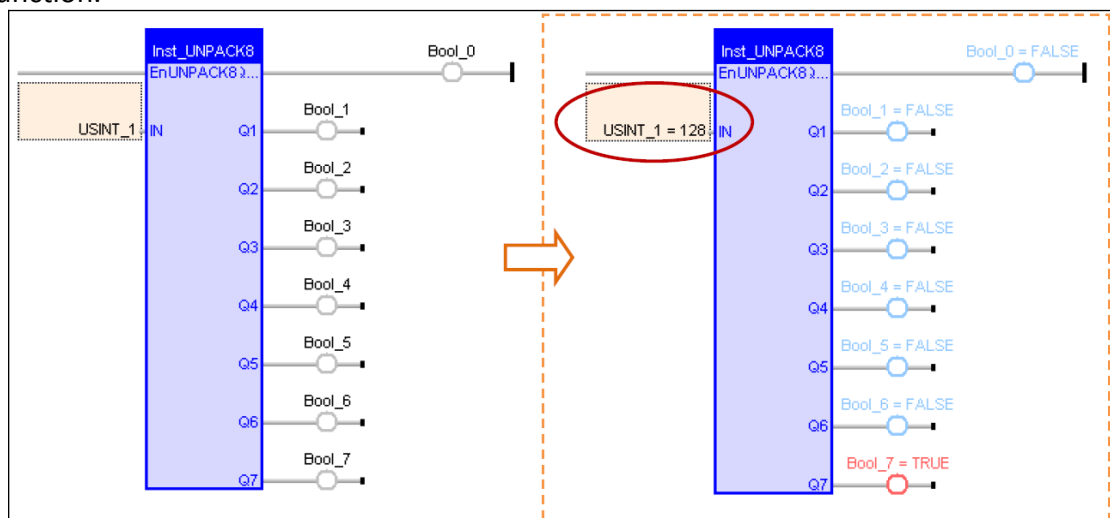 Inst_UNPACK8
Bool_0
EnUNPACK8
USINT_1
IN
Q1
Bool_1
Q2
Bool_2
Q3
Bool_3
Q4
Bool_4
Q5
Bool_5
Q6
Bool_6
Q7
Bool_7
Inst_UNPACK8
Bool_0 = FALSE
EnUNPACK8
USINT_1 = 128
IN
Q1
Bool_1 = FALSE
Q2
Bool_2 = FALSE
Q3
Bool_3 = FALSE
Q4
Bool_4 = FALSE
Q5
Bool_5 = FALSE
Q6
Bool_6 = FALSE
Q7
Bool_7 = TRUE